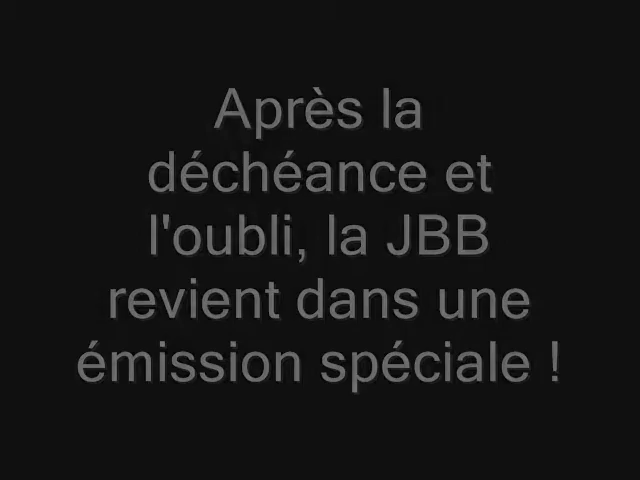 Après la
déchéance et
l'oubli, la JBB
revient dans une
émission spéciale !